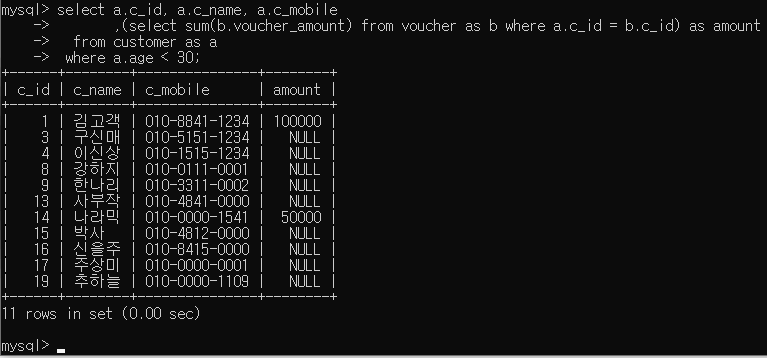 mysql> select a.c_id, a.c_name, a.c_mobile
    ->       ,(select sum(b.voucher_amount) from voucher as b where a.c_id = b.c_id) as amount
    ->  from customer as a
    -> where a.age < 30;
+------+--------+---------------+--------+
| c_id | c_name | c_mobile      | amount |
+------+--------+---------------+--------+
|    1 | 김고객 | 010-8841-1234 | 100000 |
|    3 | 구신매 | 010-5151-1234 |   NULL |
|    4 | 이신상 | 010-1515-1234 |   NULL |
|    8 | 강하지 | 010-0111-0001 |   NULL |
|    9 | 한나리 | 010-3311-0002 |   NULL |
|   13 | 사부작 | 010-4841-0000 |   NULL |
|   14 | 나라믹 | 010-0000-1541 |  50000 |
|   15 | 박사   | 010-4812-0000 |   NULL |
|   16 | 신을주 | 010-8415-0000 |   NULL |
|   17 | 주상미 | 010-0000-0001 |   NULL |
|   19 | 추하늘 | 010-0000-1109 |   NULL |
+------+--------+---------------+--------+
11 rows in set (0.00 sec)
mysql>